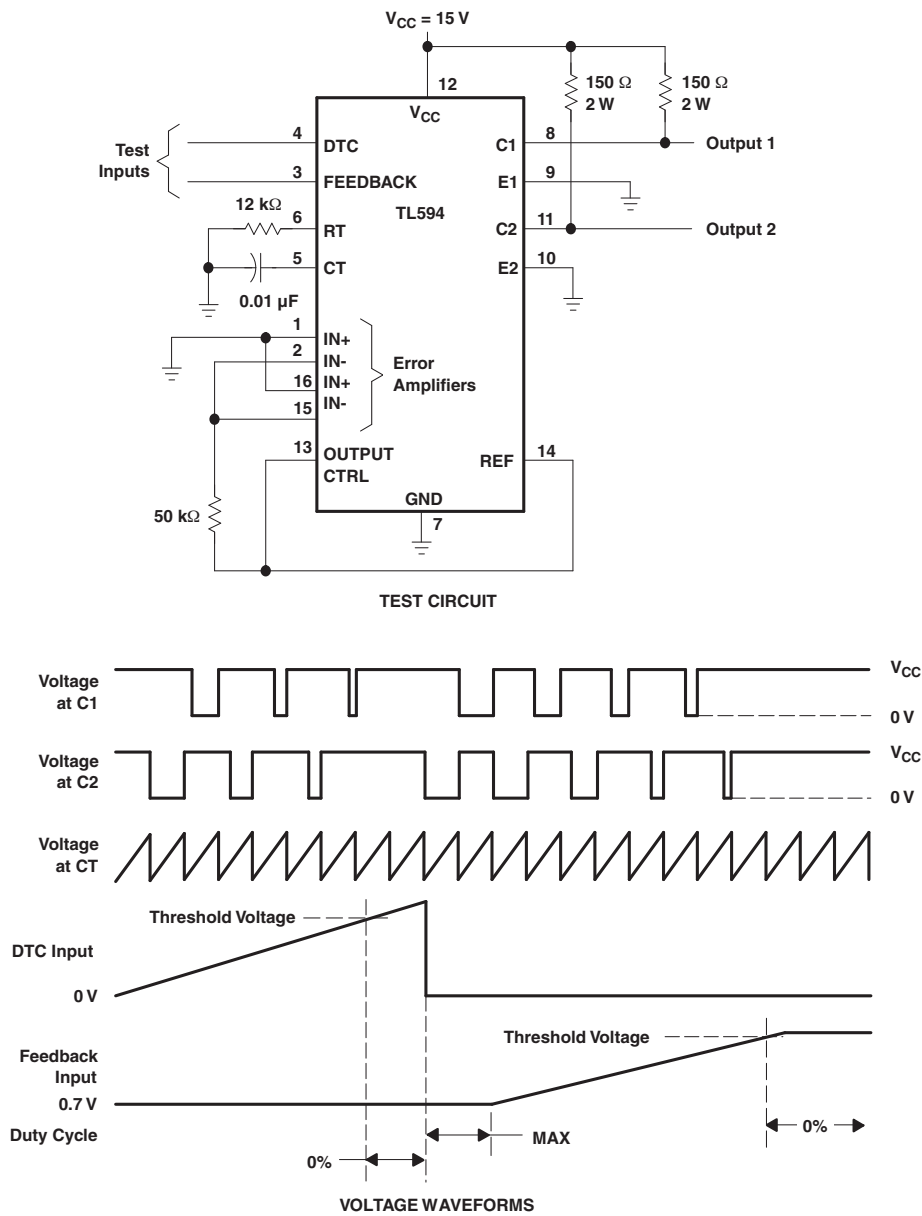 V_CC = 15 V
12
150 Ω
2 W
150 Ω
2 W
V_CC
Test
Inputs
4
DTC
C1
8
Output 1
3
FEEDBACK
E1
9
TL594
12 kΩ
6
RT
C2
11
Output 2
5
CT
E2
10
0.01 µF
1
IN+
2
IN-
16
IN+
IN-
15
Error
Amplifiers
13
OUTPUT
CTRL
REF
14
GND
7
50 kΩ
TEST CIRCUIT
Voltage
at C1
V_CC
0 V
Voltage
at C2
V_CC
0 V
Voltage
at CT
Threshold Voltage
DTC Input
0 V
Threshold Voltage
Feedback
Input
0.7 V
Duty Cycle
MAX
0%
0%
VOLTAGE WAVEFORMS